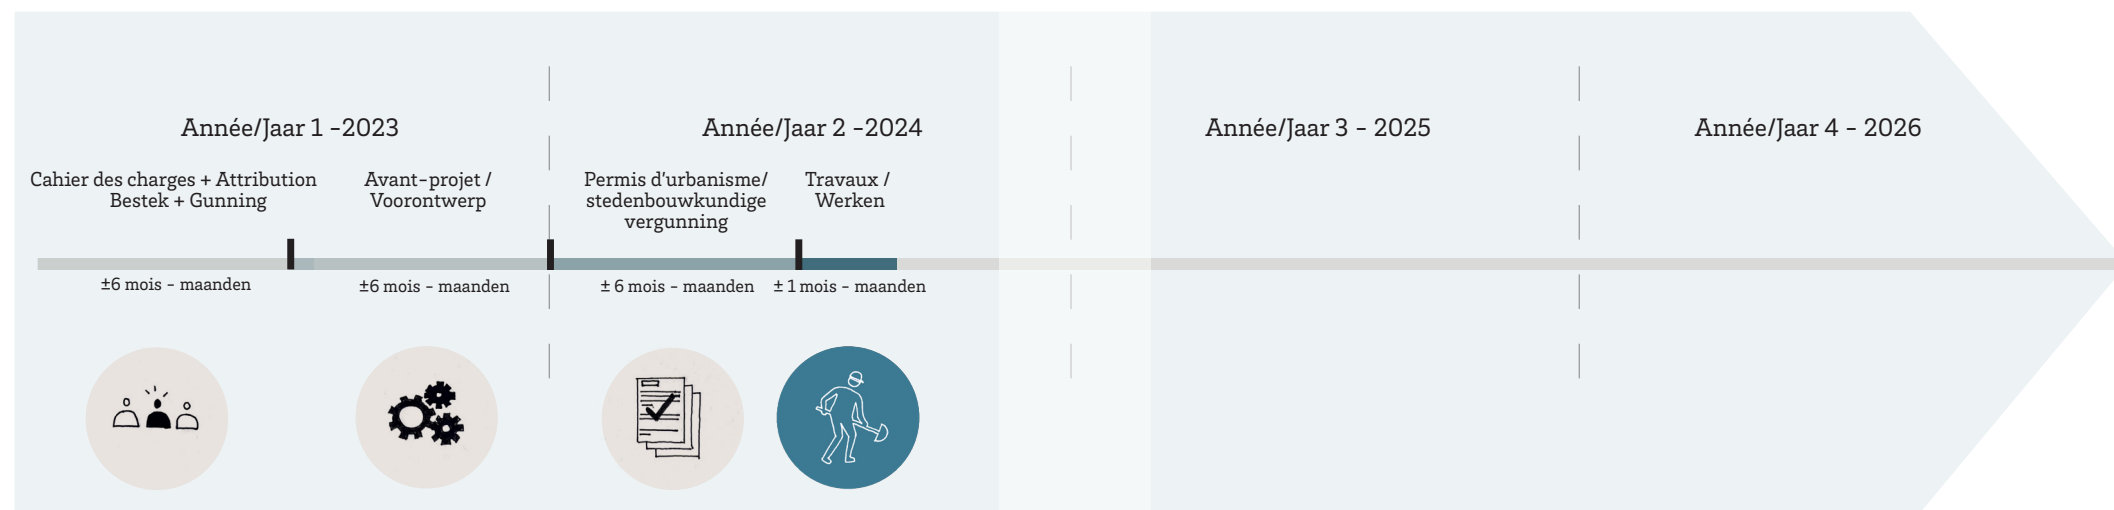 Année/Jaar 1 -2023
Année/Jaar 2 -2024
Année/Jaar 3 - 2025
Année/Jaar 4 - 2026
Cahier des charges + Attribution
Bestek + Gunning
Avant-projet /
Voorontwerp
Permis d'urbanisme/
stedenbouwkundige
vergunning
Travaux /
Werken
±6 mois - maanden
±6 mois - maanden
± 6 mois - maanden
± 1 mois - maanden